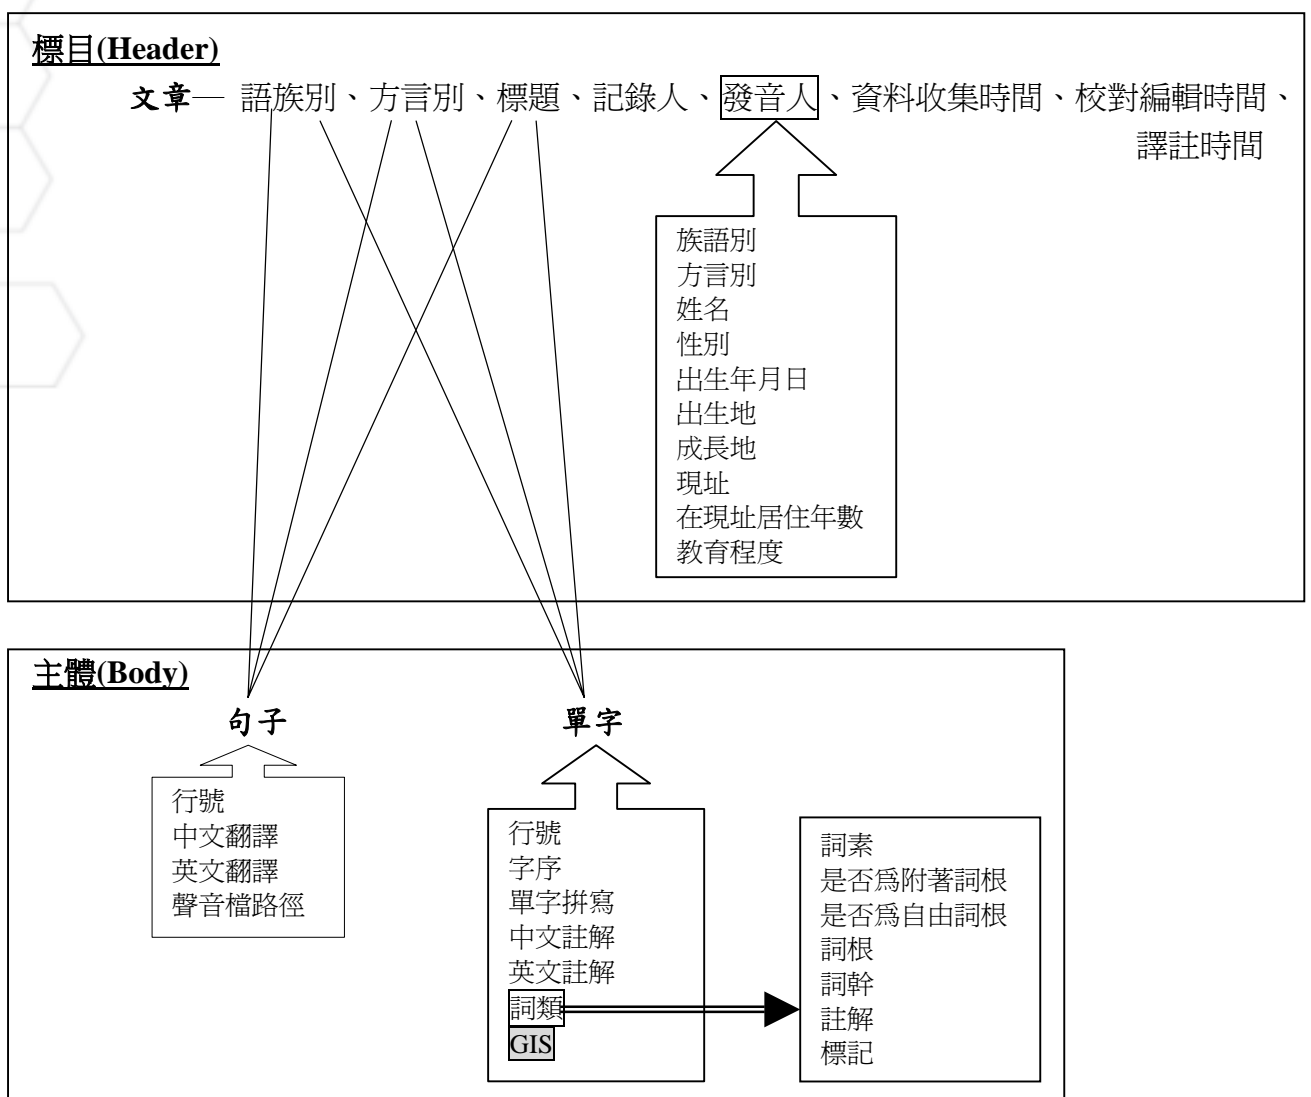 標目(Header)
文章— 語族別、方言別、標題、記錄人、發音人、資料收集時間、校對編輯時間、
譯註時間
族語別
方言別
姓名
性別
出生年月日
出生地
成長地
現址
在現址居住年數
教育程度
主體(Body)
句子
行號
中文翻譯
英文翻譯
聲音檔路徑
單字
行號
字序
單字拼寫
中文註解
英文註解
詞類
GIS
詞素
是否為附著詞根
是否為自由詞根
詞根
詞幹
註解
標記